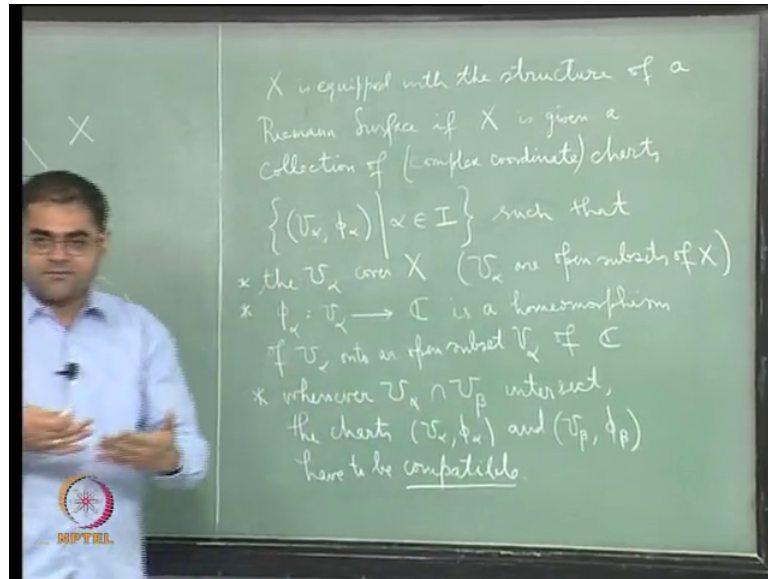 X
X is equipped with the structure of a
Riemann Surface if X is given a
collection of (complex coordinate) charts
{(U_α, φ_α) | α ∈ I} such that
* the U_α cover X (U_α are open subsets of X)
* φ_α : U_α ⟶ ℂ is a homeomorphism
of U_α onto an open subset V_α of ℂ
* whenever U_α ∩ U_β intersect,
the charts (U_α, φ_α) and (U_β, φ_β)
have to be compatible.
NPTEL